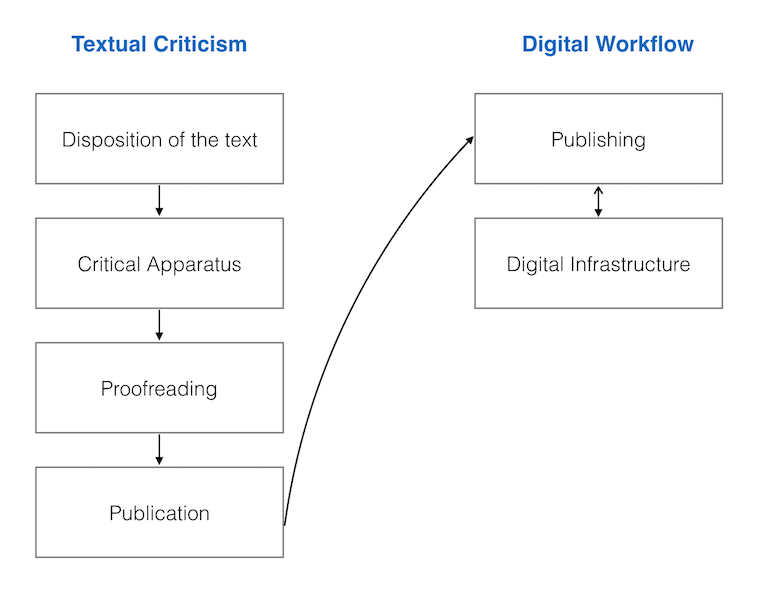 Textual Criticism
Disposition of the text
Critical Apparatus
Proofreading
Publication
Digital Workflow
Publishing
Digital Infrastructure